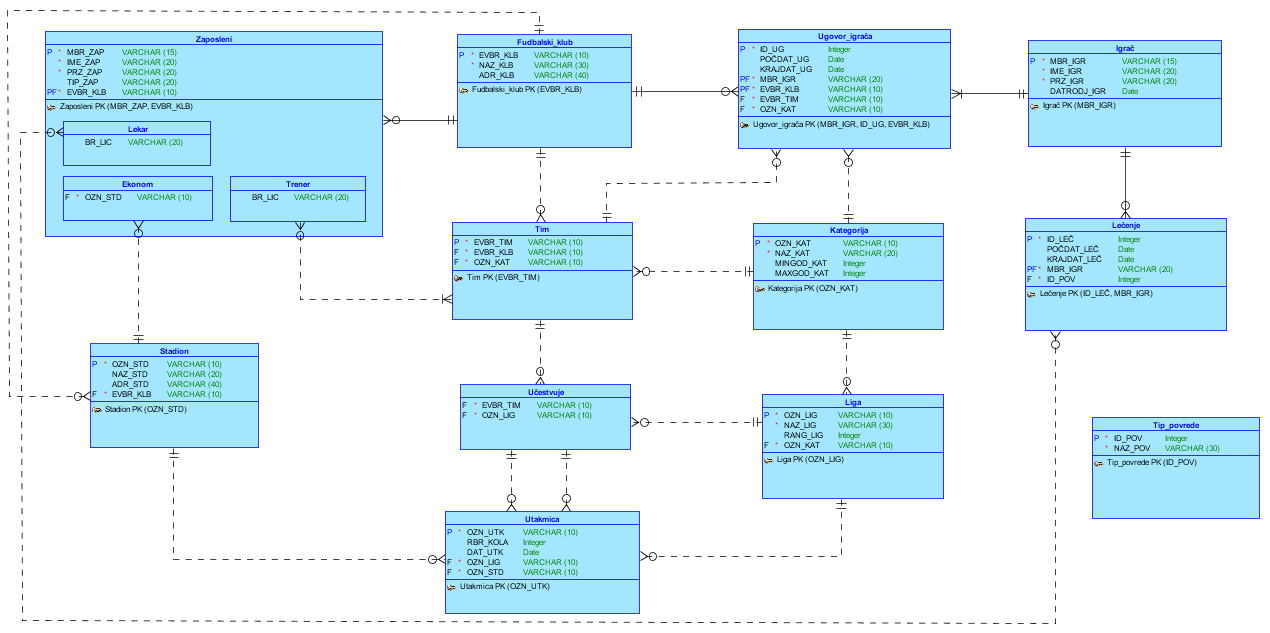 Zaposleni
P * MBR_ZAP VARCHAR (15)
* IME_ZAP VARCHAR (20)
* PRZ_ZAP VARCHAR (20)
TIP_ZAP VARCHAR (20)
PF * EVBR_KLB VARCHAR (10)
Zaposleni PK (MBR_ZAP, EVBR_KLB)
Lekar
BR_LIC VARCHAR (20)
Ekonom
F * OZN_STD VARCHAR (10)
Trener
BR_LIC VARCHAR (20)
Fudbalski_klub
P * EVBR_KLB VARCHAR (10)
* NAZ_KLB VARCHAR (30)
ADR_KLB VARCHAR (40)
Fudbalski_klub PK (EVBR_KLB)
Ugovor_igrača
P * ID_UG Integer
POČDAT_UG Date
KRAJDAT_UG Date
PF * MBR_IGR VARCHAR (20)
PF * EVBR_KLB VARCHAR (10)
F * EVBR_TIM VARCHAR (10)
F * OZN_KAT VARCHAR (10)
Ugovor_igrača PK (MBR_IGR, ID_UG, EVBR_KLB)
Igrač
P * MBR_IGR VARCHAR (15)
* IME_IGR VARCHAR (20)
* PRZ_IGR VARCHAR (20)
DATRODJ_IGR Date
Igrač PK (MBR_IGR)
Tim
P * EVBR_TIM VARCHAR (10)
F * EVBR_KLB VARCHAR (10)
F * OZN_KAT VARCHAR (10)
Tim PK (EVBR_TIM)
Kategorija
P * OZN_KAT VARCHAR (10)
* NAZ_KAT VARCHAR (20)
MINGOD_KAT Integer
MAXGOD_KAT Integer
Kategorija PK (OZN_KAT)
Lečenje
P * ID_LEČ Integer
POČDAT_LEČ Date
KRAJDAT_LEČ Date
PF * MBR_IGR VARCHAR (20)
F * ID_POV Integer
Lečenje PK (ID_LEČ, MBR_IGR)
Stadion
P * OZN_STD VARCHAR (10)
NAZ_STD VARCHAR (20)
ADR_STD VARCHAR (40)
F * EVBR_KLB VARCHAR (10)
Stadion PK (OZN_STD)
Učestvuje
F * EVBR_TIM VARCHAR (10)
F * OZN_LIG VARCHAR (10)
Liga
P * OZN_LIG VARCHAR (10)
* NAZ_LIG VARCHAR (30)
RANG_LIG Integer
F * OZN_KAT VARCHAR (10)
Liga PK (OZN_LIG)
Tip_povrede
P * ID_POV Integer
* NAZ_POV VARCHAR (30)
Tip_povrede PK (ID_POV)
Utakmica
P * OZN_UTK VARCHAR (10)
RBR_KOLA Integer
DAT_UTK Date
F * OZN_LIG VARCHAR (10)
F * OZN_STD VARCHAR (10)
Utakmica PK (OZN_UTK)